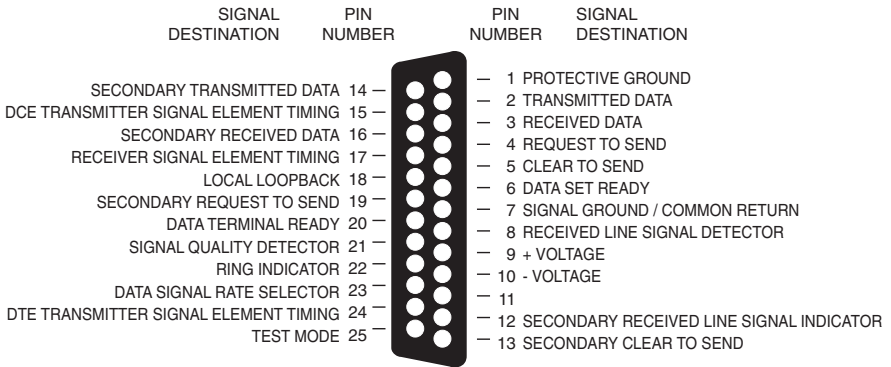 SIGNAL DESTINATION
PIN NUMBER
PIN NUMBER
SIGNAL DESTINATION
SECONDARY TRANSMITTED DATA 14
DCE TRANSMITTER SIGNAL ELEMENT TIMING 15
SECONDARY RECEIVED DATA 16
RECEIVER SIGNAL ELEMENT TIMING 17
LOCAL LOOPBACK 18
SECONDARY REQUEST TO SEND 19
DATA TERMINAL READY 20
SIGNAL QUALITY DETECTOR 21
RING INDICATOR 22
DATA SIGNAL RATE SELECTOR 23
DTE TRANSMITTER SIGNAL ELEMENT TIMING 24
TEST MODE 25
1 PROTECTIVE GROUND
2 TRANSMITTED DATA
3 RECEIVED DATA
4 REQUEST TO SEND
5 CLEAR TO SEND
6 DATA SET READY
7 SIGNAL GROUND / COMMON RETURN
8 RECEIVED LINE SIGNAL DETECTOR
9 + VOLTAGE
10 - VOLTAGE
11
12 SECONDARY RECEIVED LINE SIGNAL INDICATOR
13 SECONDARY CLEAR TO SEND